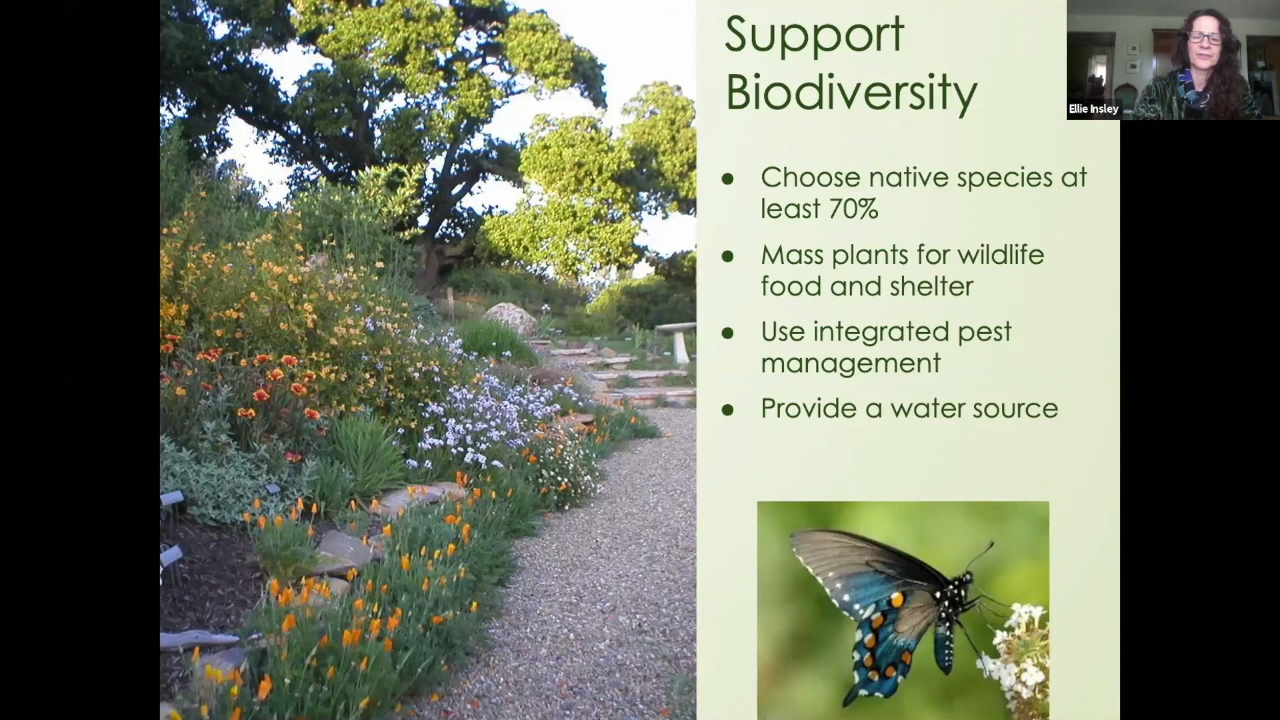 Support
Biodiversity
Ellie Insley
● Choose native species at
least 70%
● Mass plants for wildlife
food and shelter
● Use integrated pest
management
● Provide a water source